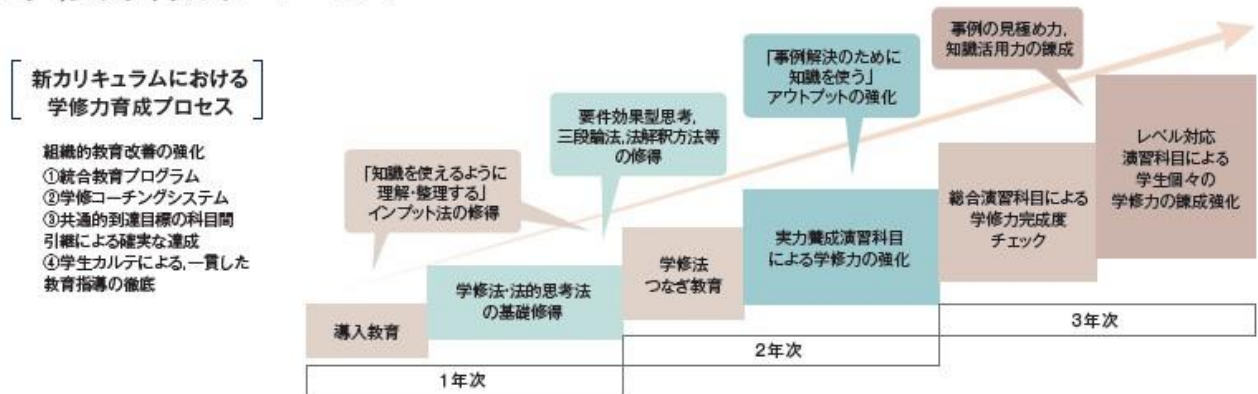 新カリキュラムにおける
学修力育成プロセス
組織的教育改善の強化
①統合教育プログラム
②学修コーチングシステム
③共通的到達目標の科目間
引継による確実な達成
④学生カルテによる、一貫した
教育指導の徹底
「知識を使えるように
理解・整理する」
インプット法の修得
要件効果型思考,
三段論法,法解釈方法等
の修得
「事例解決のために
知識を使う」
アウトプットの強化
事例の見極め力,
知識活用力の錬成
導入教育
学修法・法的思考法
の基礎修得
学修法
つなぎ教育
実力養成演習科目
による学修力の強化
総合演習科目による
学修力完成度
チェック
レベル対応
演習科目による
学生個々の
学修力の錬成強化
1年次
2年次
3年次